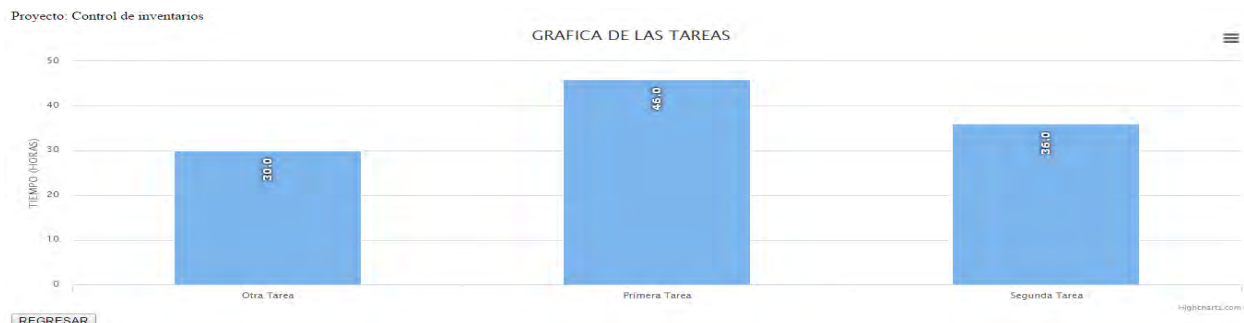 Proyecto: Control de inventarios
GRAFICA DE LAS TAREAS
TIEMPO (HORAS)
50
40
30
20
10
0
30.0
46.0
36.0
Otra Tarea
Primera Tarea
Segunda Tarea
Highcharts.com
REGRESAR